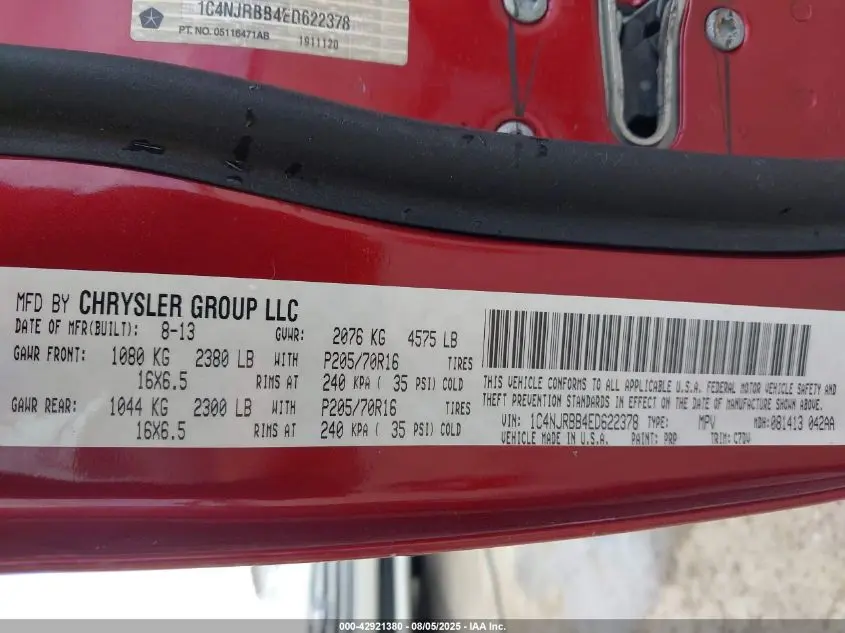 1C4NJRBB4ED622378
PT. NO. 05116471AB 1911120
MFD BY CHRYSLER GROUP LLC
DATE OF MFR(BUILT): 8-13 GVWR: 2076 KG 4575 LB
GAWR FRONT: 1080 KG 2380 LB WITH P205/70R16 TIRES
16X6.5 RIMS AT 240 KPA ( 35 PSI) COLD
GAWR REAR: 1044 KG 2300 LB WITH P205/70R16 TIRES
16X6.5 RIMS AT 240 KPA ( 35 PSI) COLD
THIS VEHICLE CONFORMS TO ALL APPLICABLE U.S.A. FEDERAL MOTOR VEHICLE SAFETY AND
THEFT PREVENTION STANDARDS IN EFFECT ON THE DATE OF MANUFACTURE SHOWN ABOVE.
VIN: 1C4NJRBB4ED622378 TYPE: MPV MDH: 081413 042AA
VEHICLE MADE IN U.S.A. PAINT: PRP TRIM: C7DV
000-42921380 - 08/05/2025 - IAA Inc.